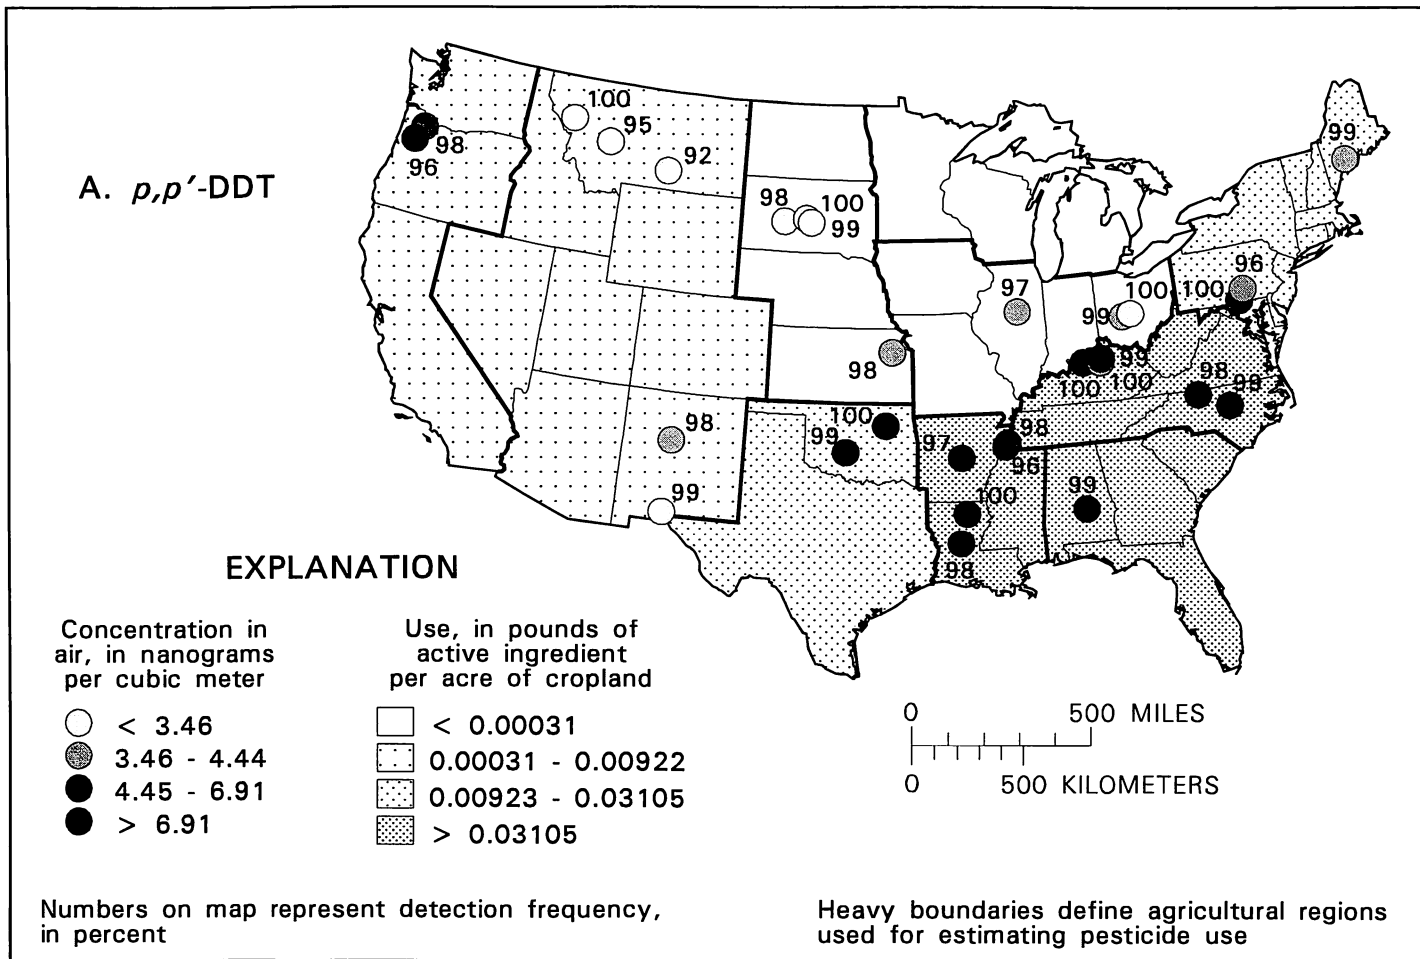 A. p,p′-DDT
100
95
92
98
96
98
100
99
99
96
97
100
100
99
98
99
100
100
98
98
98
99
100
99
97
98
96
100
98
99
EXPLANATION
Concentration in
air, in nanograms
per cubic meter
< 3.46
3.46 - 4.44
4.45 - 6.91
> 6.91
Use, in pounds of
active ingredient
per acre of cropland
< 0.00031
0.00031 - 0.00922
0.00923 - 0.03105
> 0.03105
0 500 MILES
0 500 KILOMETERS
Numbers on map represent detection frequency,
in percent
Heavy boundaries define agricultural regions
used for estimating pesticide use